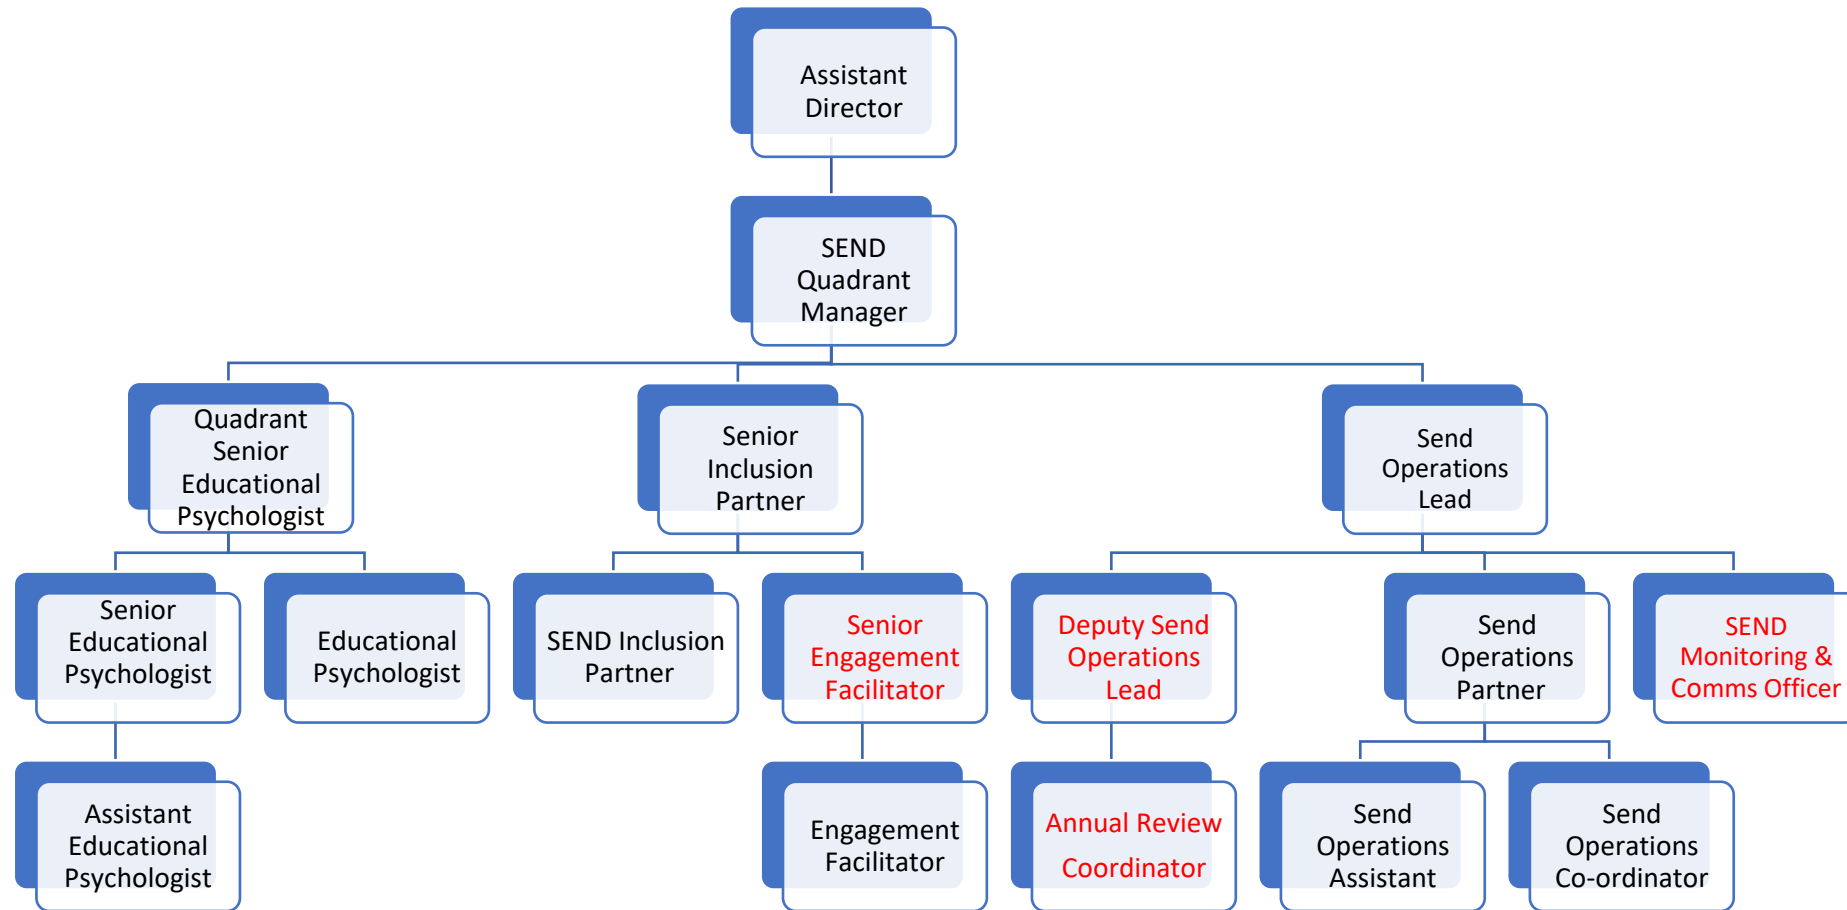 Assistant
Director
SEND
Quadrant
Manager
Quadrant
Senior
Educational
Psychologist
Senior
Inclusion
Partner
Send
Operations
Lead
Senior
Educational
Psychologist
Educational
Psychologist
SEND Inclusion
Partner
Senior
Engagement
Facilitator
Deputy Send
Operations
Lead
Send
Operations
Partner
SEND
Monitoring &
Comms Officer
Assistant
Educational
Psychologist
Engagement
Facilitator
Annual Review
Coordinator
Send
Operations
Assistant
Send
Operations
Co-ordinator